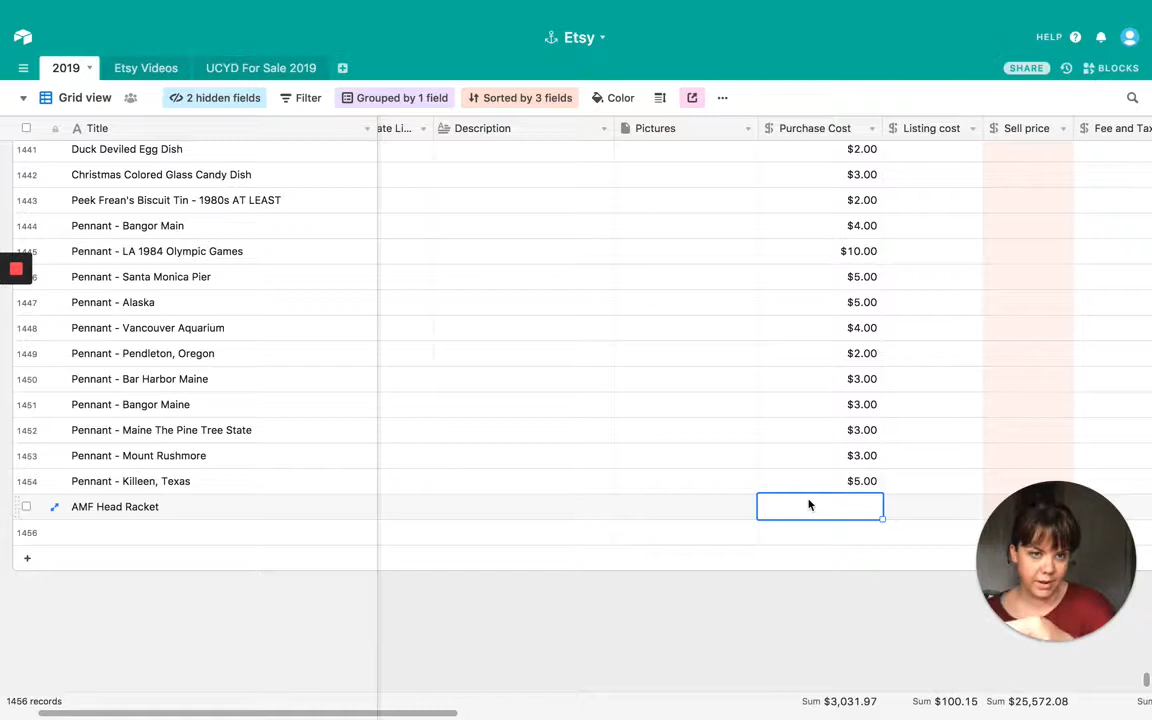 Etsy
HELP
2019 Etsy Videos UCYD For Sale 2019 SHARE BLOCKS
Grid view 2 hidden fields Filter Grouped by 1 field Sorted by 3 fields Color
Title ate Li... Description Pictures Purchase Cost Listing cost Sell price Fee and Tax
1441 Duck Deviled Egg Dish $2.00
1442 Christmas Colored Glass Candy Dish $3.00
1443 Peek Frean's Biscuit Tin - 1980s AT LEAST $2.00
1444 Pennant - Bangor Main $4.00
1445 Pennant - LA 1984 Olympic Games $10.00
6 Pennant - Santa Monica Pier $5.00
1447 Pennant - Alaska $5.00
1448 Pennant - Vancouver Aquarium $4.00
1449 Pennant - Pendleton, Oregon $2.00
1450 Pennant - Bar Harbor Maine $3.00
1451 Pennant - Bangor Maine $3.00
1452 Pennant - Maine The Pine Tree State $3.00
1453 Pennant - Mount Rushmore $3.00
1454 Pennant - Killeen, Texas $5.00
AMF Head Racket
1456
1456 records Sum $3,031.97 Sum $100.15 Sum $25,572.08 Sum